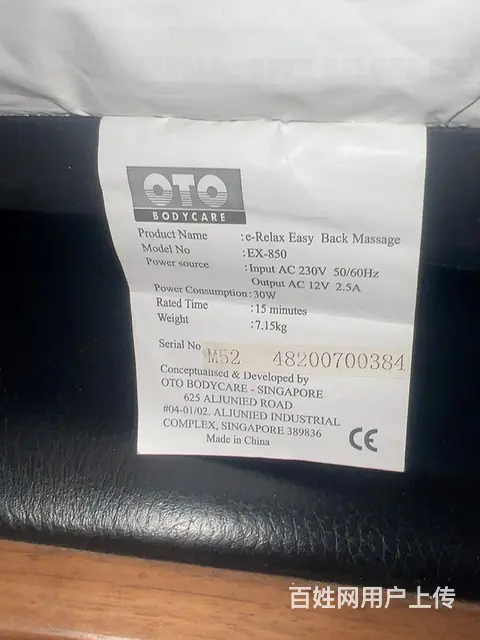 OTO
BODYCARE
Product Name : e-Relax Easy Back Massage
Model No : EX-850
Power source : Input AC 230V 50/60Hz
Output AC 12V 2.5A
Power Consumption : 30W
Rated Time : 15 minutes
Weight : 7.15kg
Serial No M52 48200700384
Conceptualised & Developed by
OTO BODYCARE - SINGAPORE
625 ALJUNIED ROAD
#04-01/02. ALJUNIED INDUSTRIAL
COMPLEX, SINGAPORE 389836
Made in China
CE
百姓网用户上传